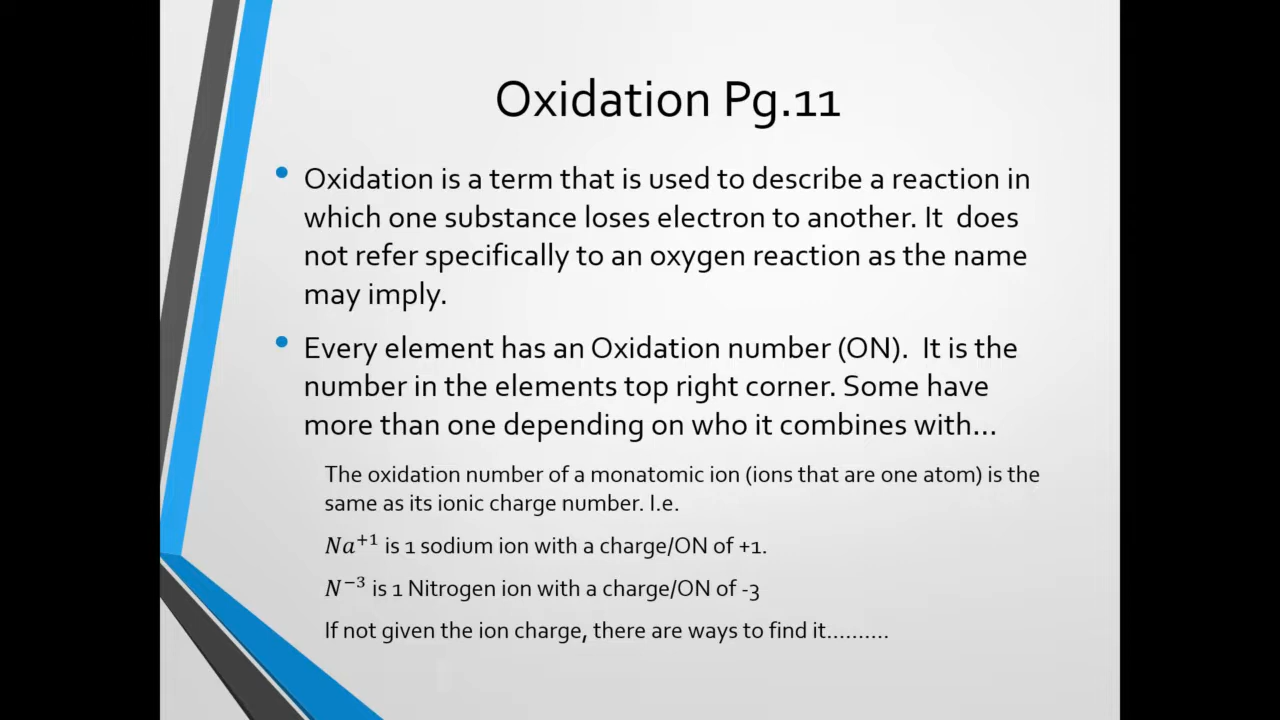 Oxidation Pg.11
• Oxidation is a term that is used to describe a reaction in
which one substance loses electron to another. It does
not refer specifically to an oxygen reaction as the name
may imply.
• Every element has an Oxidation number (ON). It is the
number in the elements top right corner. Some have
more than one depending on who it combines with...
The oxidation number of a monatomic ion (ions that are one atom) is the
same as its ionic charge number. I.e.
Na⁺¹ is 1 sodium ion with a charge/ON of +1.
N⁻³ is 1 Nitrogen ion with a charge/ON of -3
If not given the ion charge, there are ways to find it..........